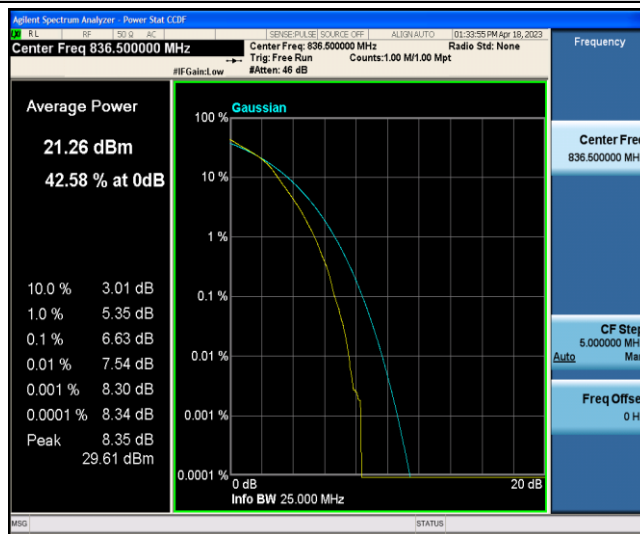 Agilent Spectrum Analyzer - Power Stat CCDF
RL RF 50 Ω AC SENSE:PULSE SOURCE OFF ALIGN AUTO 01:33:55 PM Apr 18, 2023
Center Freq 836.500000 MHz
Center Freq: 836.500000 MHz Radio Std: None
Trig: Free Run Counts:1.00 M/1.00 Mpt
#IFGain:Low #Atten: 46 dB
Frequency
Average Power
21.26 dBm
42.58 % at 0dB
10.0 % 3.01 dB
1.0 % 5.35 dB
0.1 % 6.63 dB
0.01 % 7.54 dB
0.001 % 8.30 dB
0.0001 % 8.34 dB
Peak 8.35 dB
29.61 dBm
Gaussian
100 %
10 %
1 %
0.1 %
0.01 %
0.001 %
0.0001 %
0 dB 20 dB
Info BW 25.000 MHz
Center Fre
836.500000 MH
CF Step
5.000000 MH
Auto Ma
Freq Offse
0 H
MSG STATUS